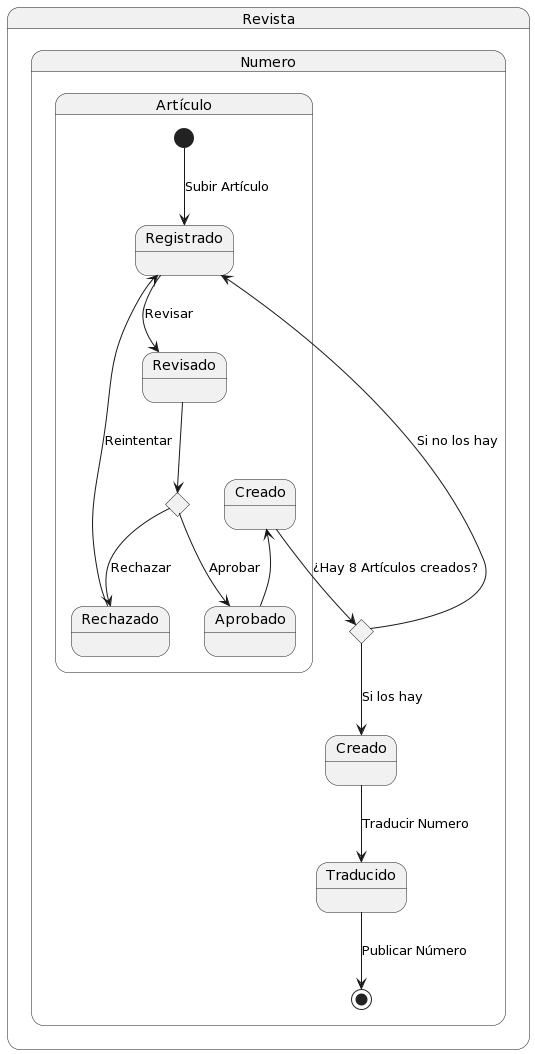 Revista
Numero
Artículo
Subir Artículo
Registrado
Revisar
Revisado
Reintentar
Si no los hay
Creado
Rechazar
Aprobar
¿Hay 8 Artículos creados?
Rechazado
Aprobado
Si los hay
Creado
Traducir Numero
Traducido
Publicar Número